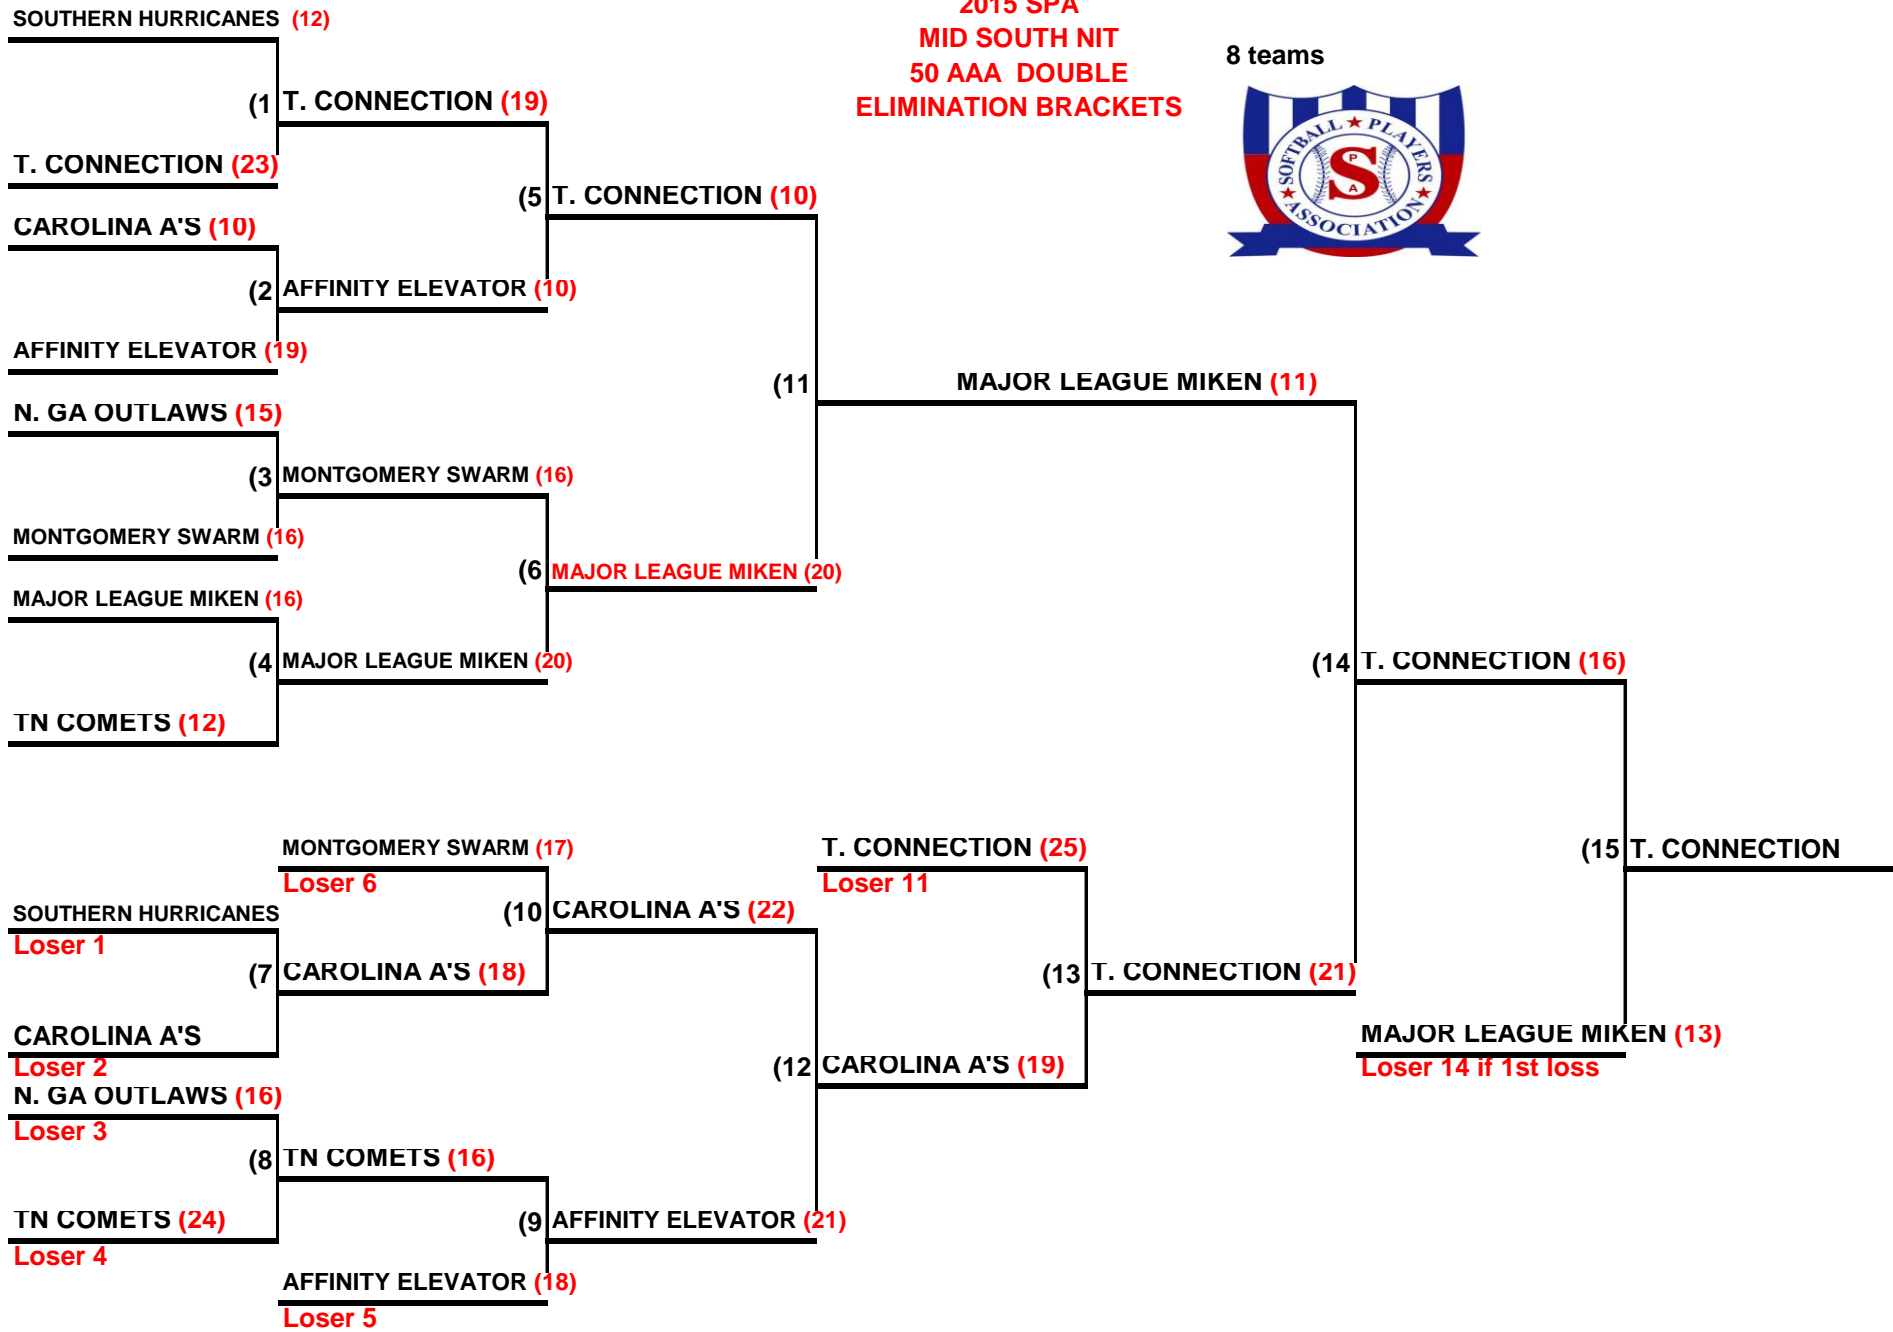 2015 SPA
MID SOUTH NIT
50 AAA DOUBLE
ELIMINATION BRACKETS
8 teams
SOFTBALL ★ PLAYERS ★ ASSOCIATION ★
P
S
A
SOUTHERN HURRICANES (12)
(1 T. CONNECTION (19)
T. CONNECTION (23)
(5 T. CONNECTION (10)
CAROLINA A'S (10)
(2 AFFINITY ELEVATOR (10)
AFFINITY ELEVATOR (19)
(11 MAJOR LEAGUE MIKEN (11)
N. GA OUTLAWS (15)
(3 MONTGOMERY SWARM (16)
MONTGOMERY SWARM (16)
(6 MAJOR LEAGUE MIKEN (20)
MAJOR LEAGUE MIKEN (16)
(4 MAJOR LEAGUE MIKEN (20)
(14 T. CONNECTION (16)
TN COMETS (12)
MONTGOMERY SWARM (17)
Loser 6
T. CONNECTION (25)
Loser 11
(15 T. CONNECTION
SOUTHERN HURRICANES
Loser 1
(10 CAROLINA A'S (22)
(7 CAROLINA A'S (18)
(13 T. CONNECTION (21)
CAROLINA A'S
Loser 2
(12 CAROLINA A'S (19)
MAJOR LEAGUE MIKEN (13)
Loser 14 if 1st loss
N. GA OUTLAWS (16)
Loser 3
(8 TN COMETS (16)
TN COMETS (24)
Loser 4
(9 AFFINITY ELEVATOR (21)
AFFINITY ELEVATOR (18)
Loser 5